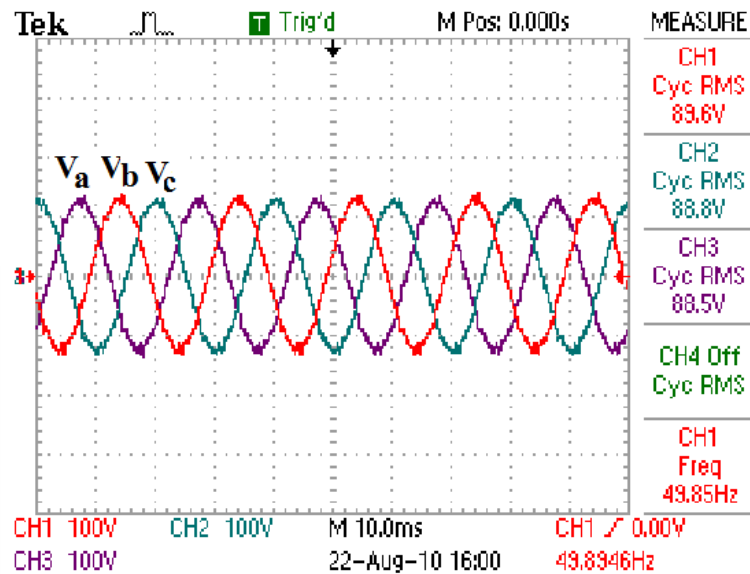 Tek
T Trig'd
M Pos: 0.000s
MEASURE
CH1
Cyc RMS
89.6V
CH2
Cyc RMS
88.8V
CH3
Cyc RMS
88.5V
CH4 Off
Cyc RMS
CH1
Freq
49.85Hz
Va Vb Vc
CH1 100V CH2 100V M 10.0ms CH1 / 0.00V
CH3 100V 22-Aug-10 16:00 49.8946Hz